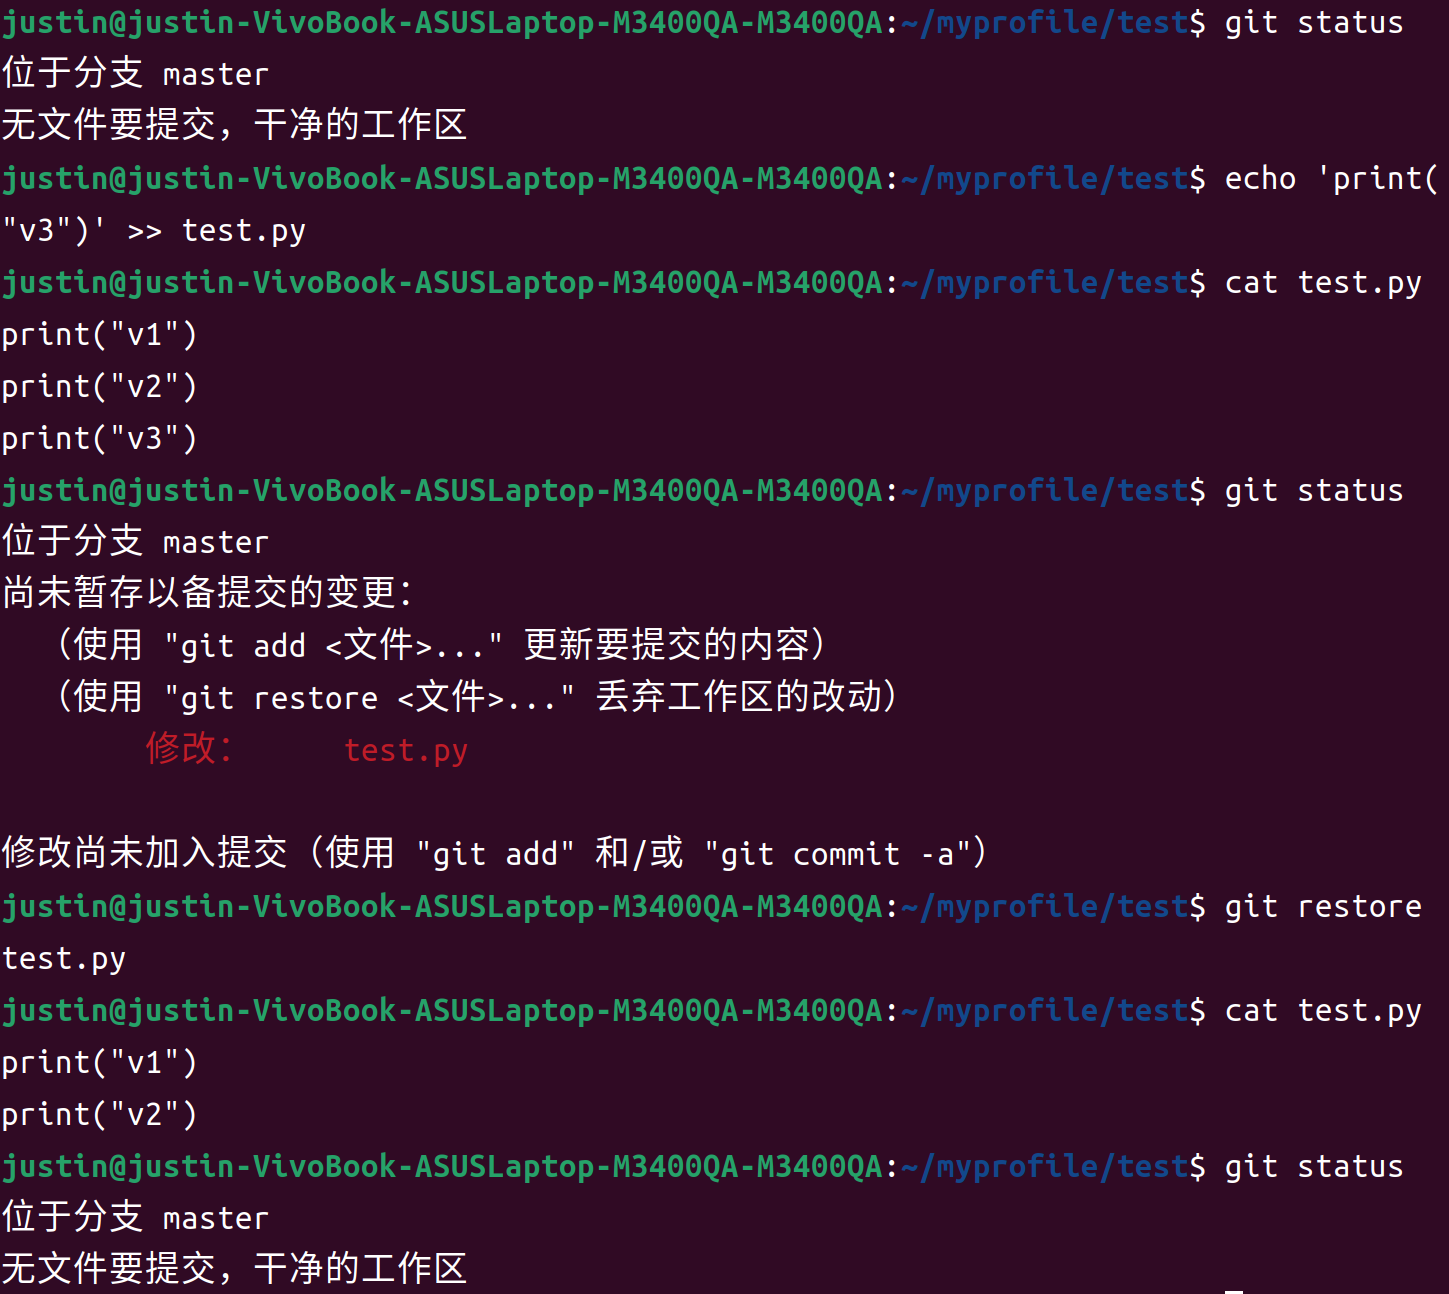 justin@justin-VivoBook-ASUSLaptop-M3400QA-M3400QA:~/myprofile/test$ git status
位于分支 master
无文件要提交，干净的工作区
justin@justin-VivoBook-ASUSLaptop-M3400QA-M3400QA:~/myprofile/test$ echo 'print(
"v3")' >> test.py
justin@justin-VivoBook-ASUSLaptop-M3400QA-M3400QA:~/myprofile/test$ cat test.py
print("v1")
print("v2")
print("v3")
justin@justin-VivoBook-ASUSLaptop-M3400QA-M3400QA:~/myprofile/test$ git status
位于分支 master
尚未暂存以备提交的变更：
  （使用 "git add <文件>..." 更新要提交的内容）
  （使用 "git restore <文件>..." 丢弃工作区的改动）
        修改：     test.py
修改尚未加入提交（使用 "git add" 和/或 "git commit -a"）
justin@justin-VivoBook-ASUSLaptop-M3400QA-M3400QA:~/myprofile/test$ git restore
test.py
justin@justin-VivoBook-ASUSLaptop-M3400QA-M3400QA:~/myprofile/test$ cat test.py
print("v1")
print("v2")
justin@justin-VivoBook-ASUSLaptop-M3400QA-M3400QA:~/myprofile/test$ git status
位于分支 master
无文件要提交，干净的工作区